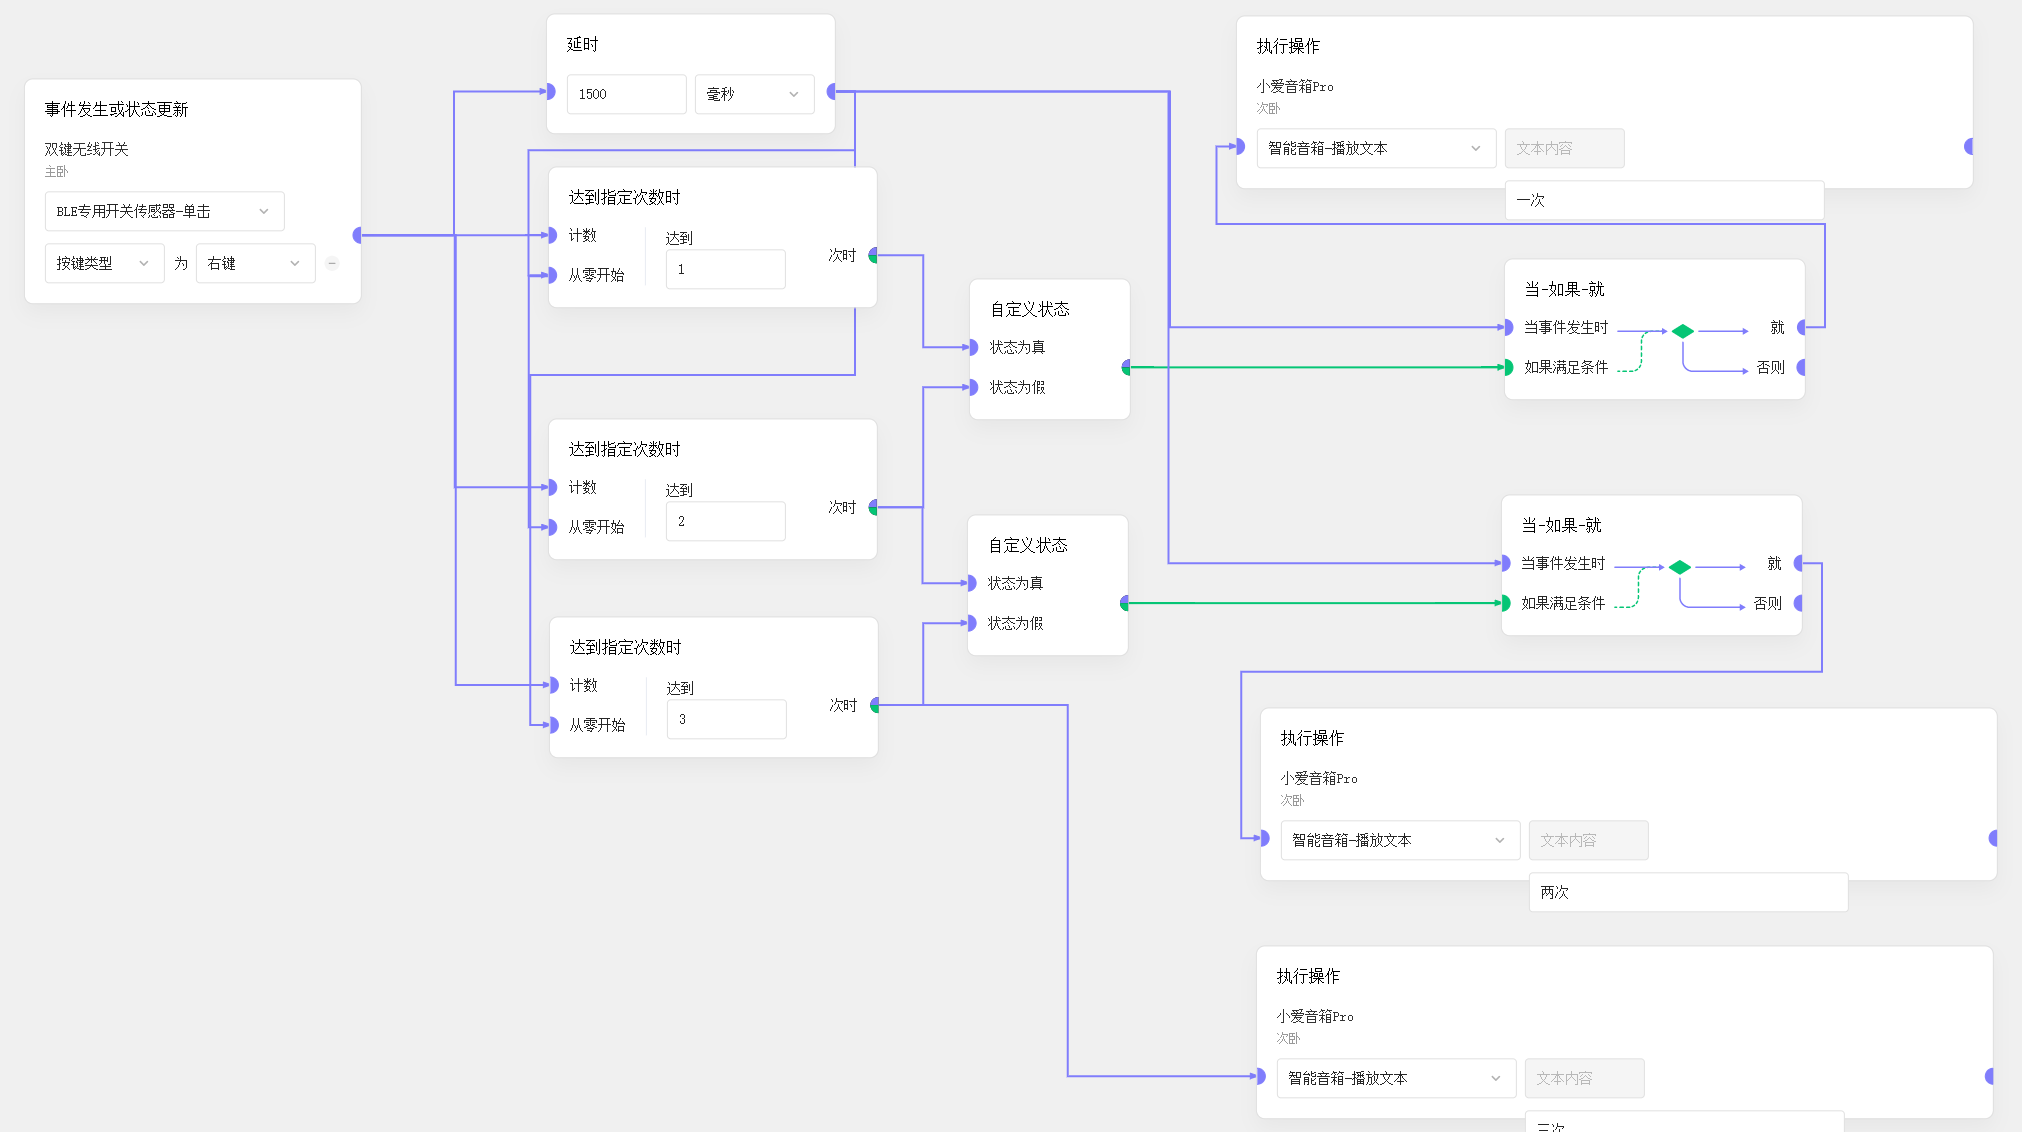 事件发生或状态更新
双键无线开关
主卧
BLE专用开关传感器-单击
按键类型 为 右键
延时
1500 毫秒
达到指定次数时
计数
从零开始
达到
1
次时
达到指定次数时
计数
从零开始
达到
2
次时
达到指定次数时
计数
从零开始
达到
3
次时
自定义状态
状态为真
状态为假
自定义状态
状态为真
状态为假
执行操作
小爱音箱Pro
次卧
智能音箱-播放文本 文本内容
一次
当-如果-就
当事件发生时 就
如果满足条件 否则
当-如果-就
当事件发生时 就
如果满足条件 否则
执行操作
小爱音箱Pro
次卧
智能音箱-播放文本 文本内容
两次
执行操作
小爱音箱Pro
次卧
智能音箱-播放文本 文本内容
三次